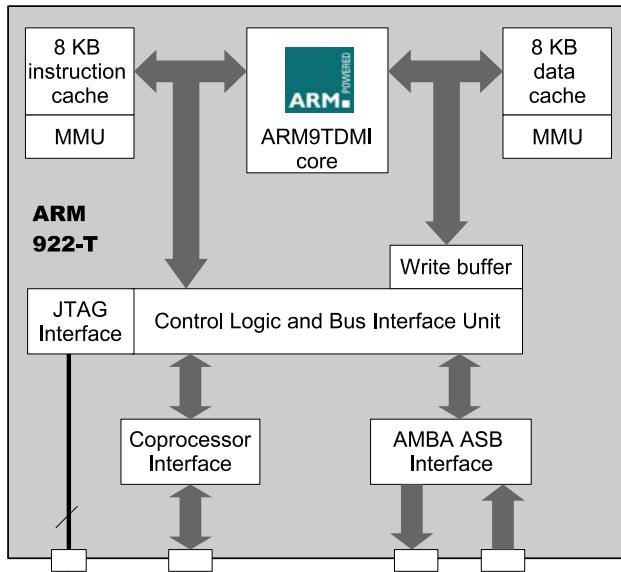 8 KB
instruction
cache
MMU
ARM
POWERED
ARM9TDMI
core
8 KB
data
cache
MMU
ARM
922-T
Write buffer
JTAG
Interface
Control Logic and Bus Interface Unit
Coprocessor
Interface
AMBA ASB
Interface